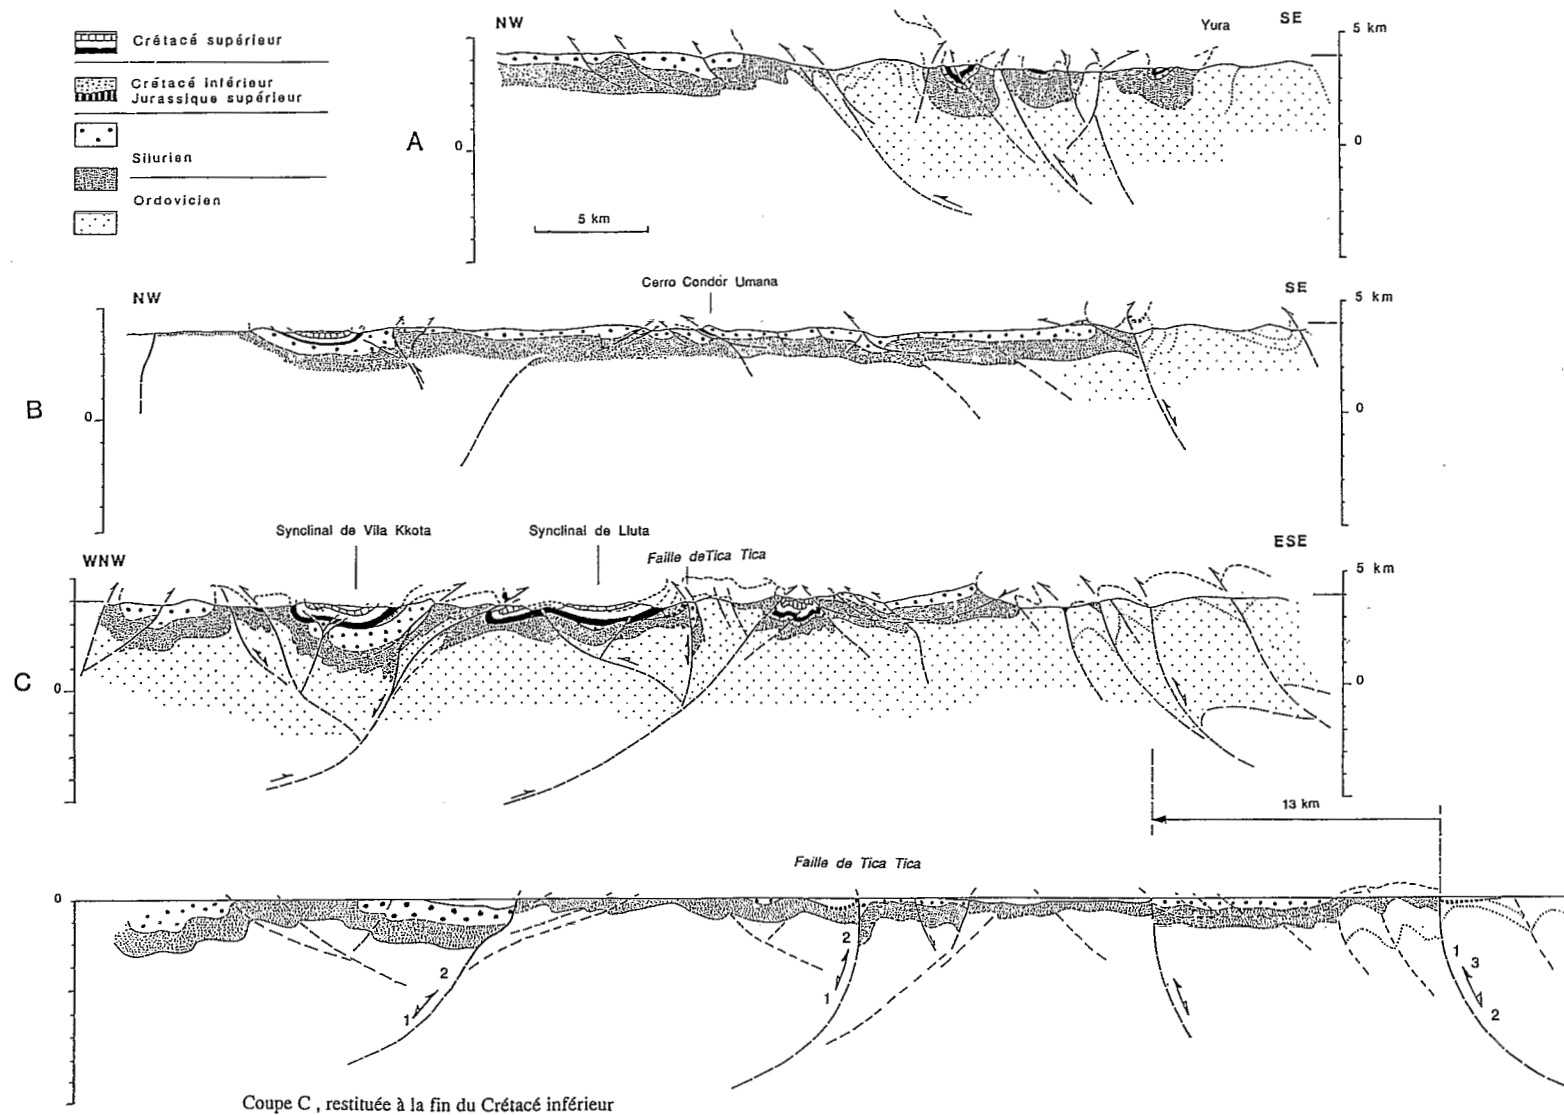 Crétacé supérieur
Crétacé inférieur
Jurassique supérieur
Silurien
Ordovicien
NW
Yura
SE
5 km
A
0
0
5 km
NW
Cerro Condor Umana
SE
5 km
B
0
0
Synclinal de Vila Kkota
Synclinal de Lluta
Faille de Tica Tica
WNW
ESE
5 km
C
0
0
13 km
Faille de Tica Tica
0
2
1
2
1
1
3
2
Coupe C , restituée à la fin du Crétacé inférieur